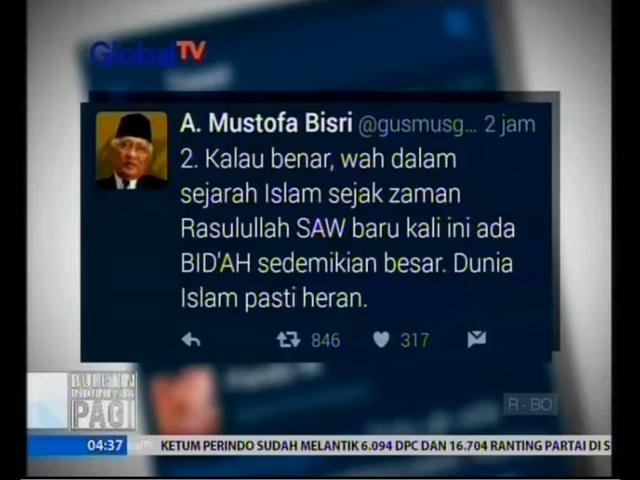 GlobalTV
A. Mustofa Bisri @gusmusg... 2 jam
2. Kalau benar, wah dalam
sejarah Islam sejak zaman
Rasulullah SAW baru kali ini ada
BID'AH sedemikian besar. Dunia
Islam pasti heran.
846 317
R - BO
BULETIN
INDONESIA
PAGI
04:37 KETUM PERINDO SUDAH MELANTIK 6.094 DPC DAN 16.704 RANTING PARTAI DI S